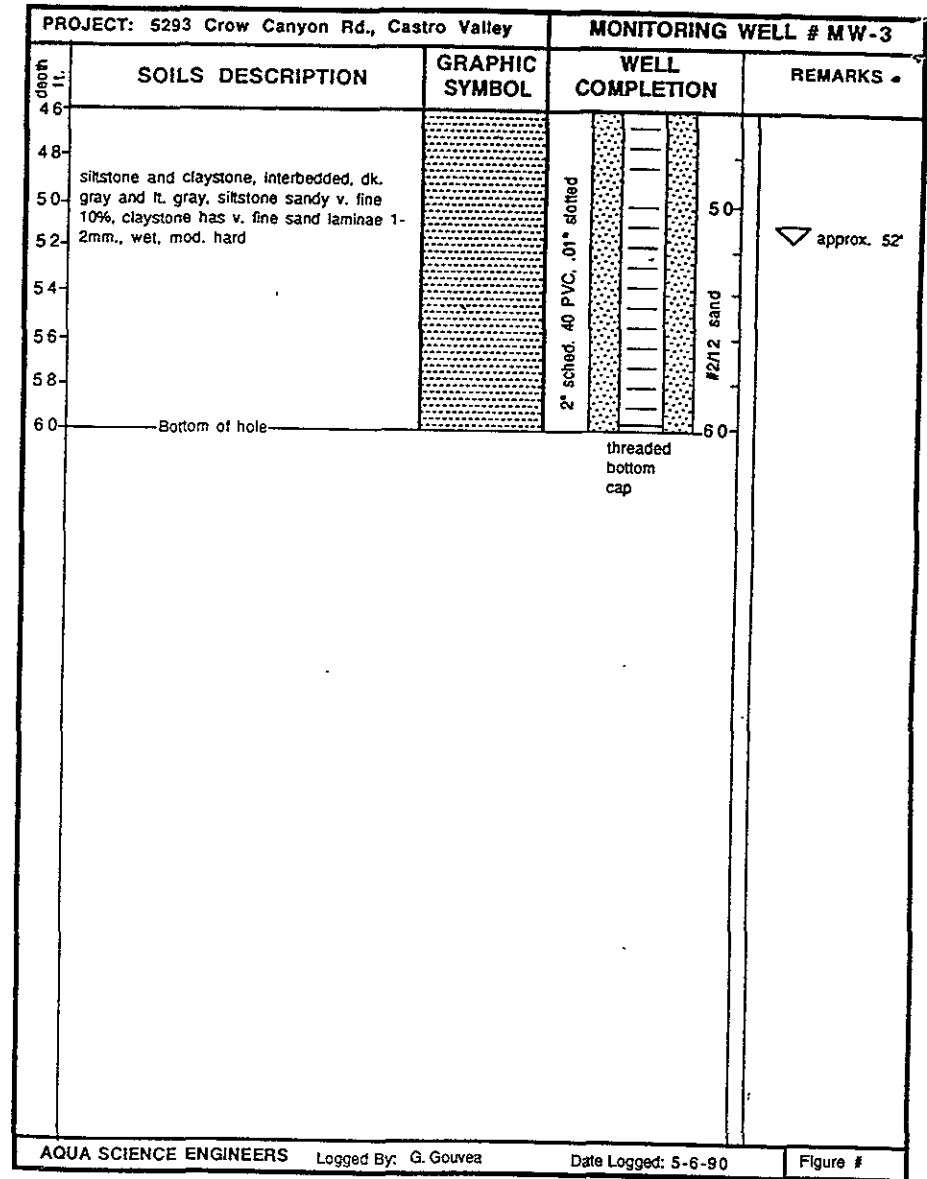 PROJECT: 5293 Crow Canyon Rd., Castro Valley
MONITORING WELL # MW-3
depth ft.
SOILS DESCRIPTION
GRAPHIC SYMBOL
WELL COMPLETION
REMARKS
46
48
50
52
54
56
58
60
siltstone and claystone, interbedded, dk.
gray and lt. gray, siltstone sandy v. fine
10%, claystone has v. fine sand laminae 1-
2mm., wet, mod. hard
Bottom of hole
2" sched. 40 PVC, .01" slotted
#2/12 sand
50
60
threaded
bottom
cap
approx. 52'
AQUA SCIENCE ENGINEERS
Logged By: G. Gouvea
Date Logged: 5-6-90
Figure #